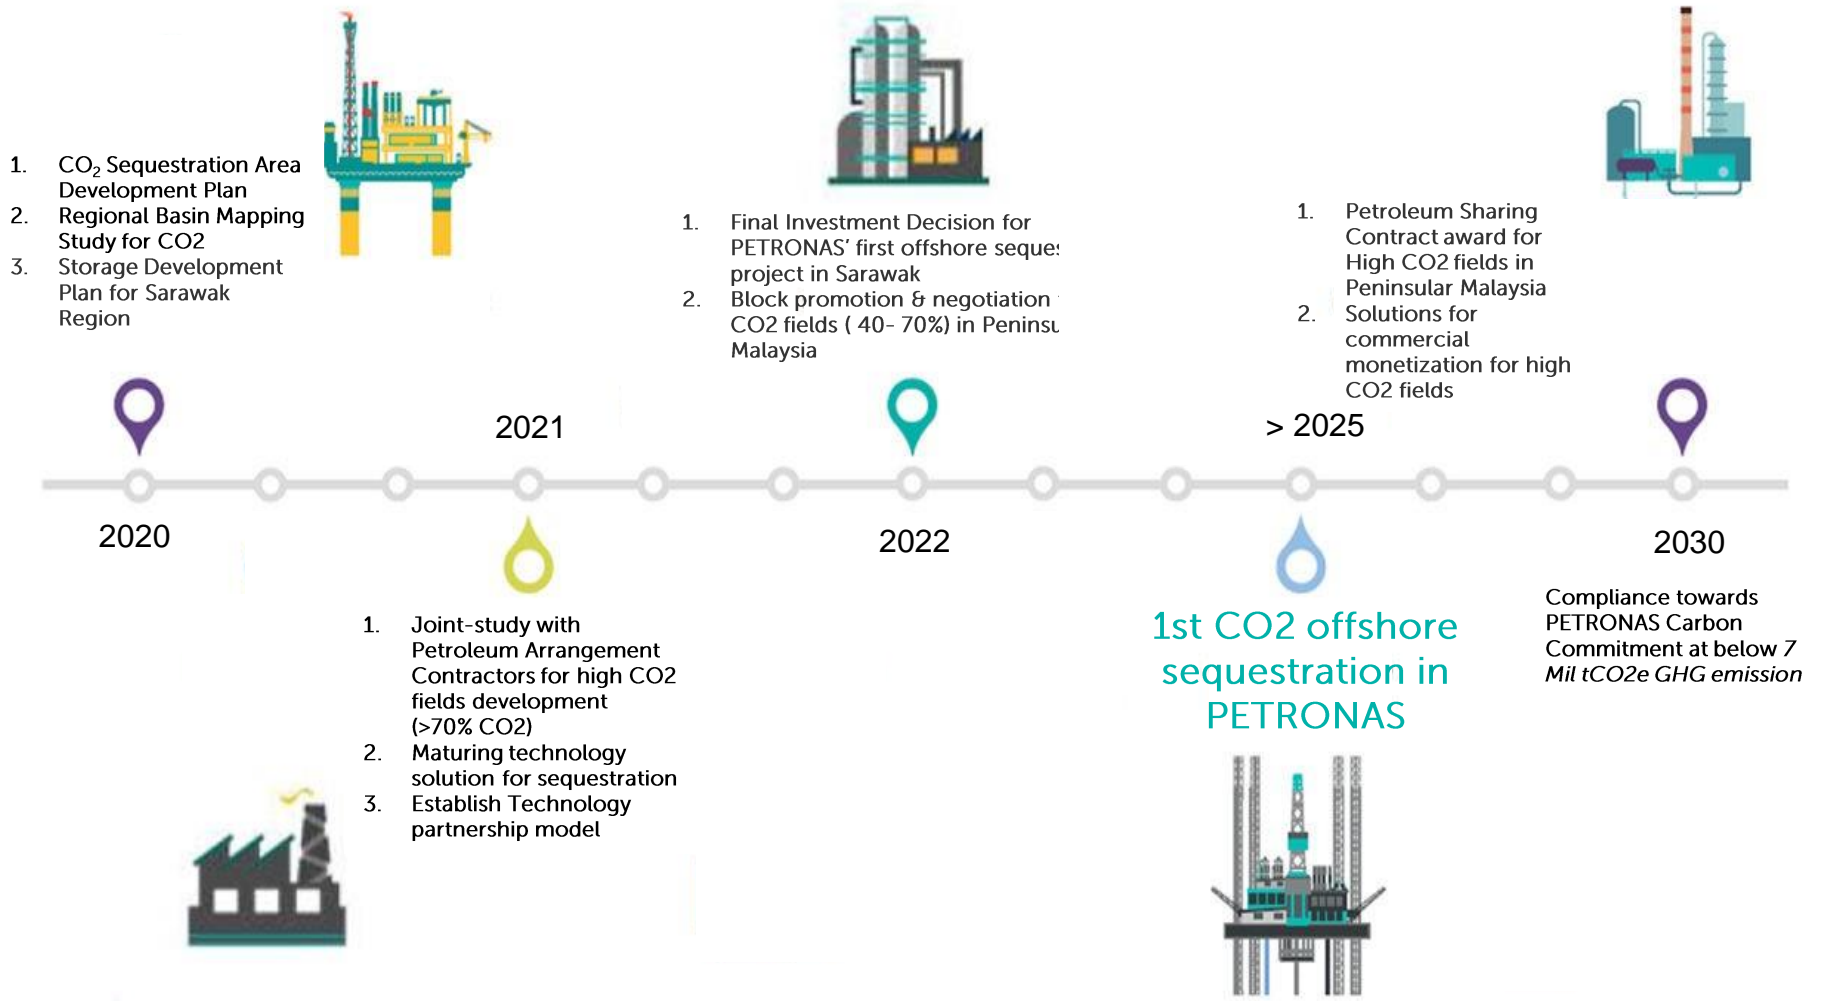 1. CO2 Sequestration Area
Development Plan
2. Regional Basin Mapping
Study for CO2
3. Storage Development
Plan for Sarawak
Region
2020
2021
1. Joint-study with
Petroleum Arrangement
Contractors for high CO2
fields development
(>70% CO2)
2. Maturing technology
solution for sequestration
3. Establish Technology
partnership model
1. Final Investment Decision for
PETRONAS’ first offshore
project in Sarawak
2. Block promotion & negotiation
CO2 fields ( 40- 70%) in
Malaysia
2022
> 2025
1st CO2 offshore
sequestration in
PETRONAS
1. Petroleum Sharing
Contract award for
High CO2 fields in
Peninsular Malaysia
2. Solutions for
commercial
monetization for high
CO2 fields
2030
Compliance towards
PETRONAS Carbon
Commitment at below 7
Mil tCO2e GHG emission